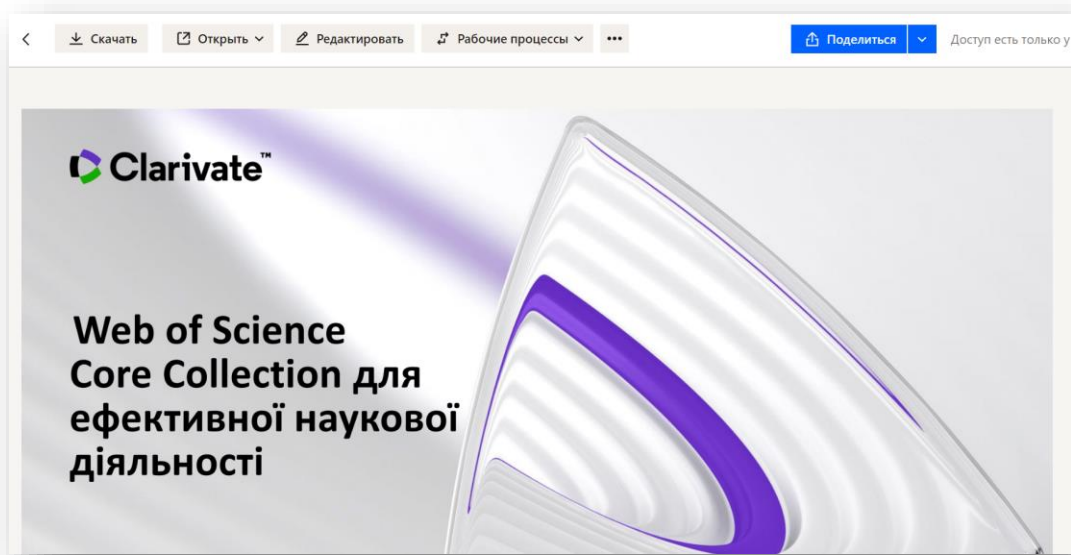 Скачать
Открыть
Редактировать
Рабочие процессы
Поделиться
Доступ есть только у
Clarivate™
Web of Science
Core Collection для
ефективної наукової
діяльності